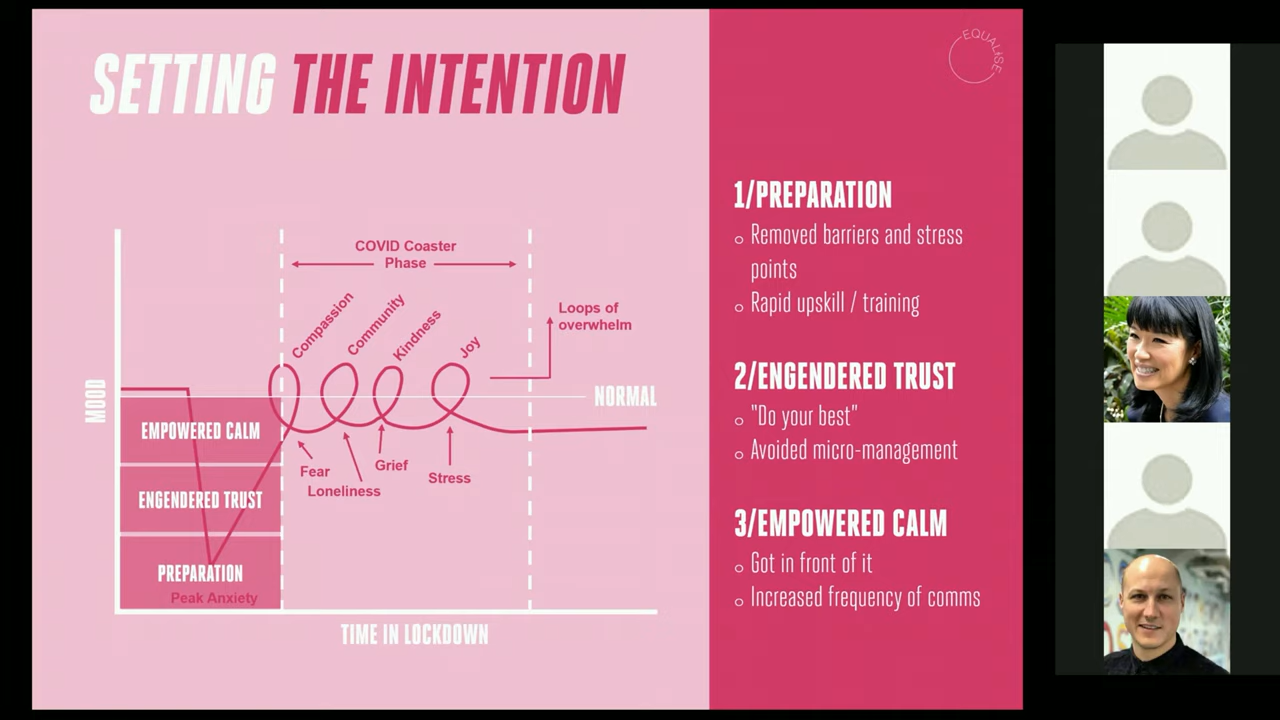 SETTING THE INTENTION
EQUALISE
COVID Coaster
Phase
Compassion
Community
Kindness
Joy
Loops of
overwhelm
MOOD
NORMAL
EMPOWERED CALM
Fear
Loneliness
Grief
Stress
ENGENDERED TRUST
PREPARATION
Peak Anxiety
TIME IN LOCKDOWN
1/PREPARATION
Removed barriers and stress
points
Rapid upskill / training
2/ENGENDERED TRUST
"Do your best"
Avoided micro-management
3/EMPOWERED CALM
Got in front of it
Increased frequency of comms